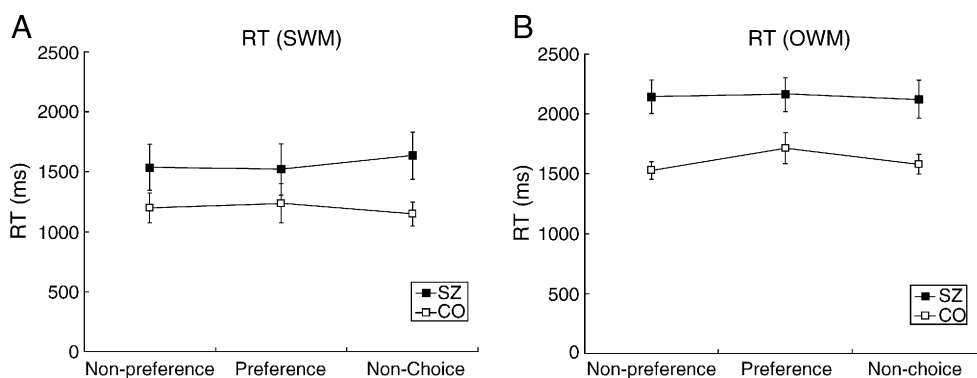 A
RT (SWM)
2500
2000
1500
1000
500
0
RT (ms)
SZ
CO
Non-preference Preference Non-Choice
B
RT (OWM)
2500
2000
1500
1000
500
0
RT (ms)
SZ
CO
Non-preference Preference Non-choice